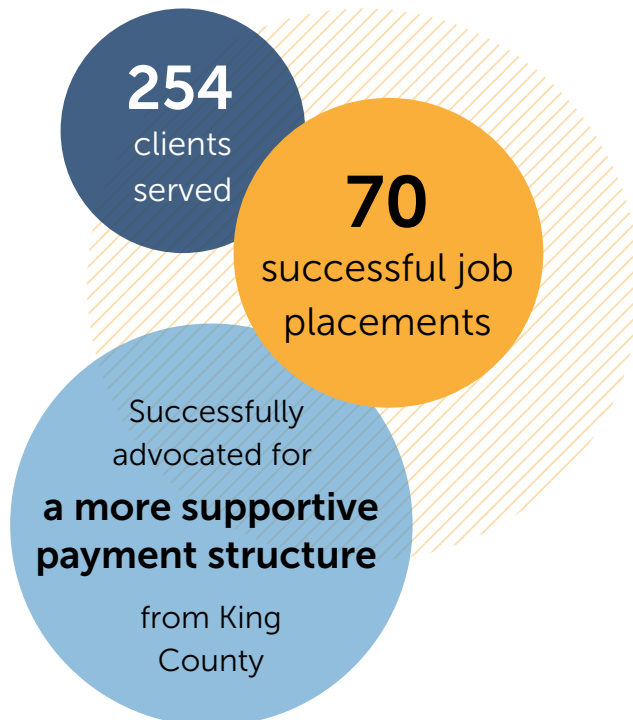 254
clients
served
70
successful job
placements
Successfully
advocated for
a more supportive
payment structure
from King
County